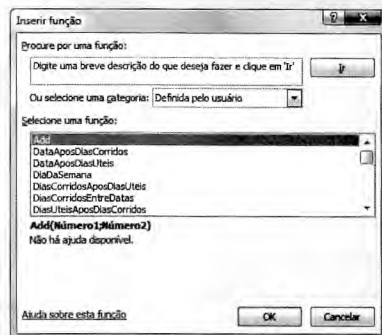 Inserir função
Procure por uma função:
Digite uma breve descrição do que deseja fazer e clique em 'Ir'
Ir
Ou selecione uma categoria: Definida pelo usuário
Selecione uma função:
Add
DataAposDiasCorridos
DataAposDiasUteis
DiaDaSemana
DiasCorridosAposDiasUteis
DiasCorridosEntreDatas
DiasUteisAposDiasCorridos
Add(Número1;Número2)
Não há ajuda disponível.
Ajuda sobre esta função
OK
Cancelar